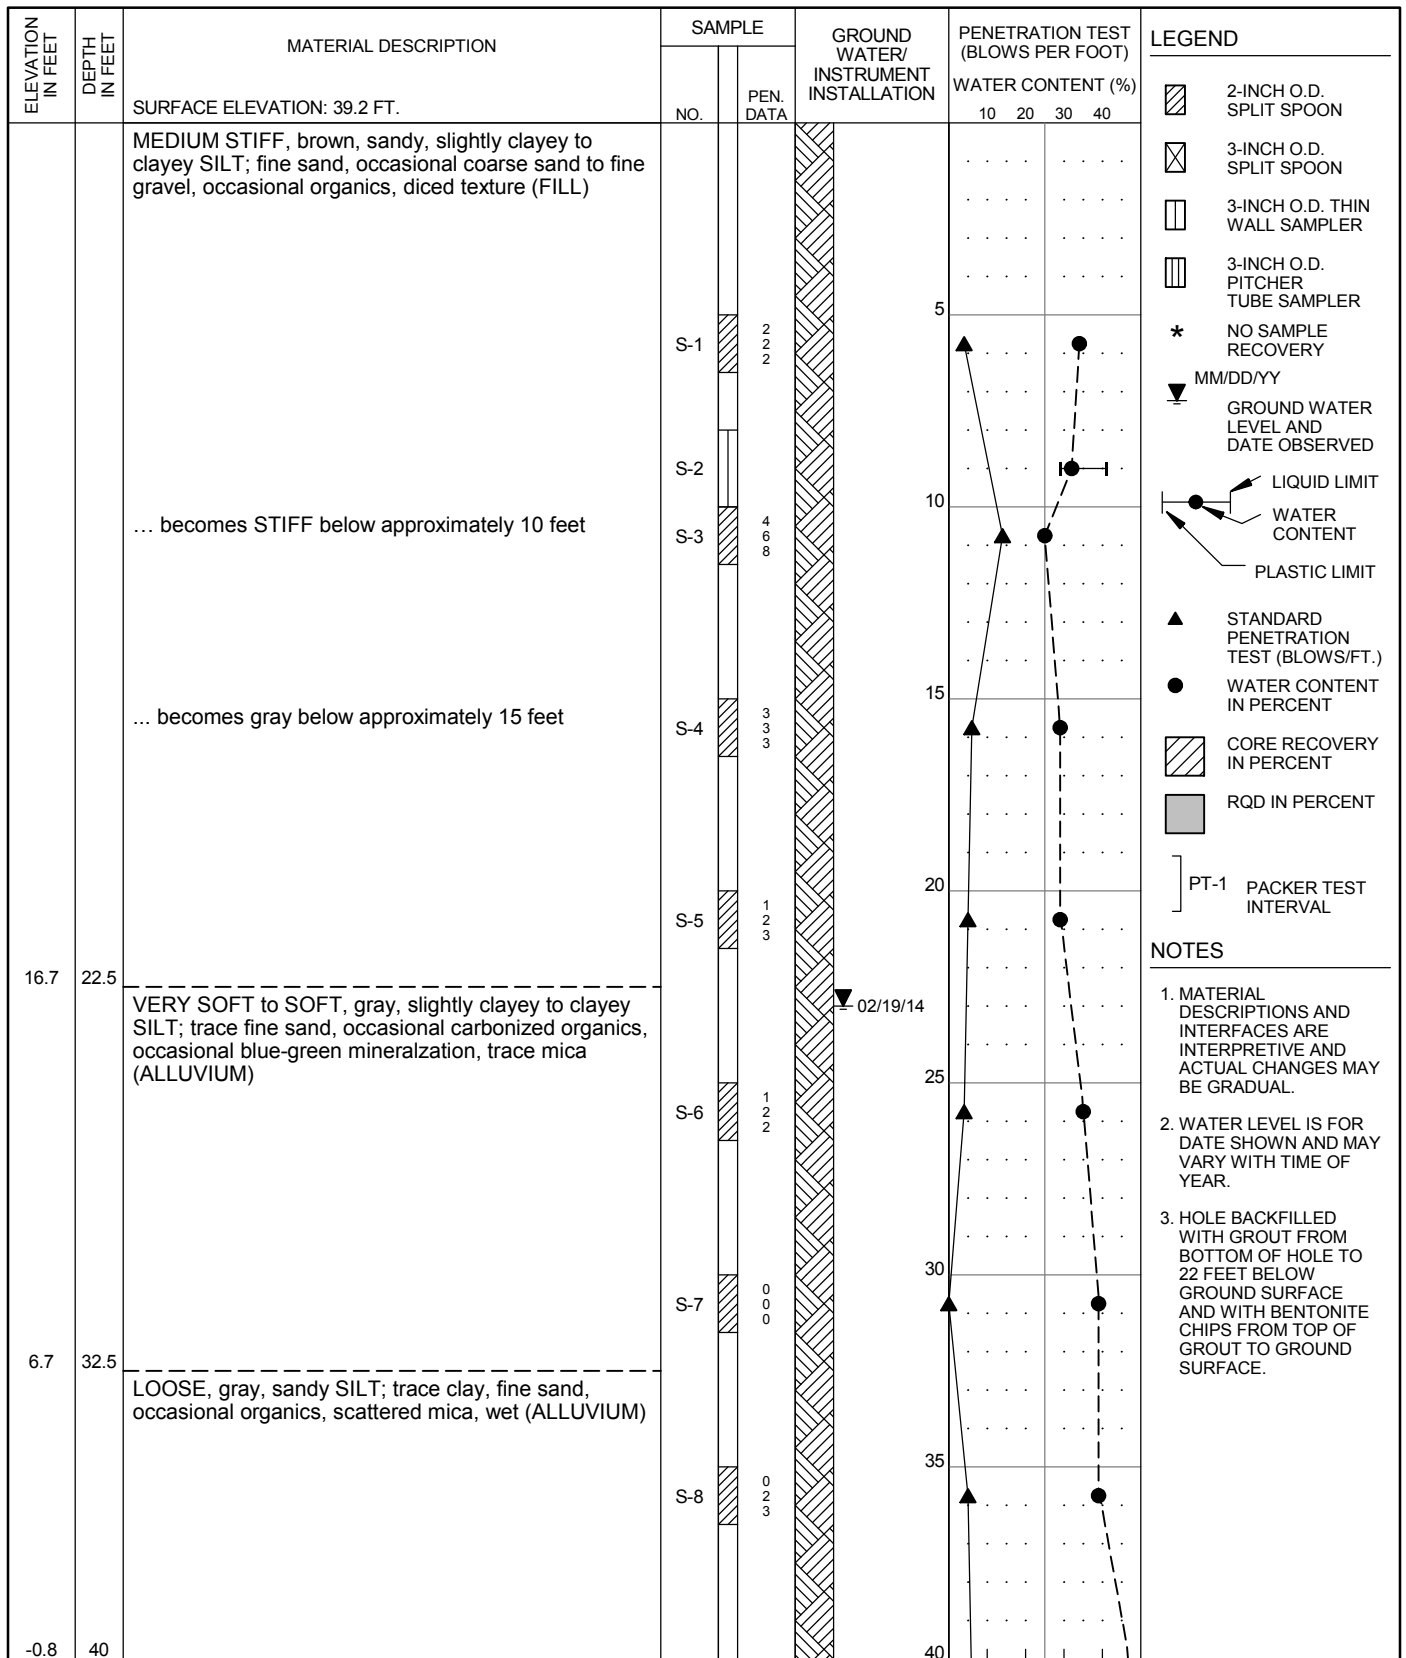 ELEVATION
IN FEET
DEPTH
IN FEET
MATERIAL DESCRIPTION
SURFACE ELEVATION: 39.2 FT.
SAMPLE
NO.
PEN.
DATA
GROUND
WATER/
INSTRUMENT
INSTALLATION
PENETRATION TEST
(BLOWS PER FOOT)
WATER CONTENT (%)
10 20 30 40
MEDIUM STIFF, brown, sandy, slightly clayey to
clayey SILT; fine sand, occasional coarse sand to fine
gravel, occasional organics, diced texture (FILL)
5
S-1
2
2
2
S-2
10
... becomes STIFF below approximately 10 feet
S-3
4
6
8
15
... becomes gray below approximately 15 feet
S-4
3
3
3
20
S-5
1
2
3
16.7 22.5
VERY SOFT to SOFT, gray, slightly clayey to clayey
SILT; trace fine sand, occasional carbonized organics,
occasional blue-green mineralzation, trace mica
(ALLUVIUM)
02/19/14
25
S-6
1
2
2
30
S-7
0
0
0
6.7 32.5
LOOSE, gray, sandy SILT; trace clay, fine sand,
occasional organics, scattered mica, wet (ALLUVIUM)
35
S-8
0
2
3
-0.8 40
40
LEGEND
2-INCH O.D.
SPLIT SPOON
3-INCH O.D.
SPLIT SPOON
3-INCH O.D. THIN
WALL SAMPLER
3-INCH O.D.
PITCHER
TUBE SAMPLER
* NO SAMPLE
RECOVERY
MM/DD/YY
GROUND WATER
LEVEL AND
DATE OBSERVED
LIQUID LIMIT
WATER
CONTENT
PLASTIC LIMIT
STANDARD
PENETRATION
TEST (BLOWS/FT.)
WATER CONTENT
IN PERCENT
CORE RECOVERY
IN PERCENT
RQD IN PERCENT
PT-1 PACKER TEST
INTERVAL
NOTES
1. MATERIAL
DESCRIPTIONS AND
INTERFACES ARE
INTERPRETIVE AND
ACTUAL CHANGES MAY
BE GRADUAL.
2. WATER LEVEL IS FOR
DATE SHOWN AND MAY
VARY WITH TIME OF
YEAR.
3. HOLE BACKFILLED
WITH GROUT FROM
BOTTOM OF HOLE TO
22 FEET BELOW
GROUND SURFACE
AND WITH BENTONITE
CHIPS FROM TOP OF
GROUT TO GROUND
SURFACE.